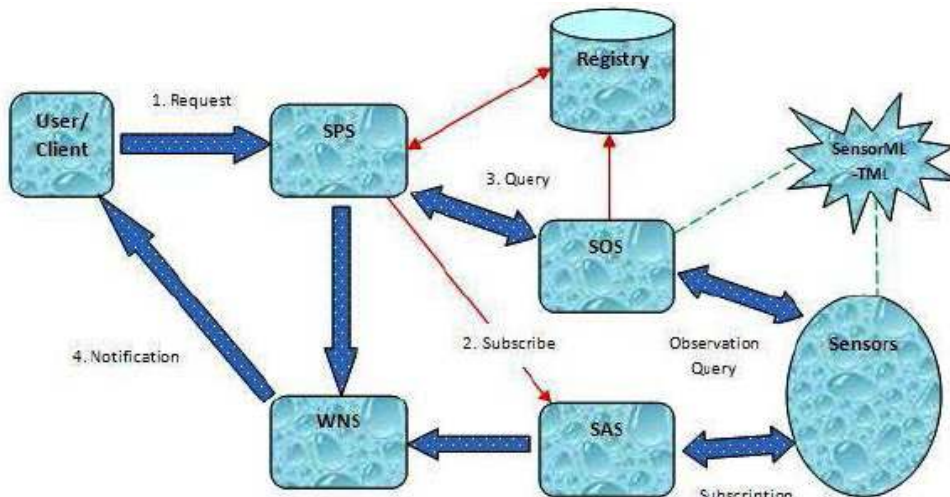 Registry
1. Request
User/
Client
SPS
SensorML
-TML
3. Query
SOS
2. Subscribe
Observation
Query
4. Notification
Sensors
WNS
SAS
Subscription